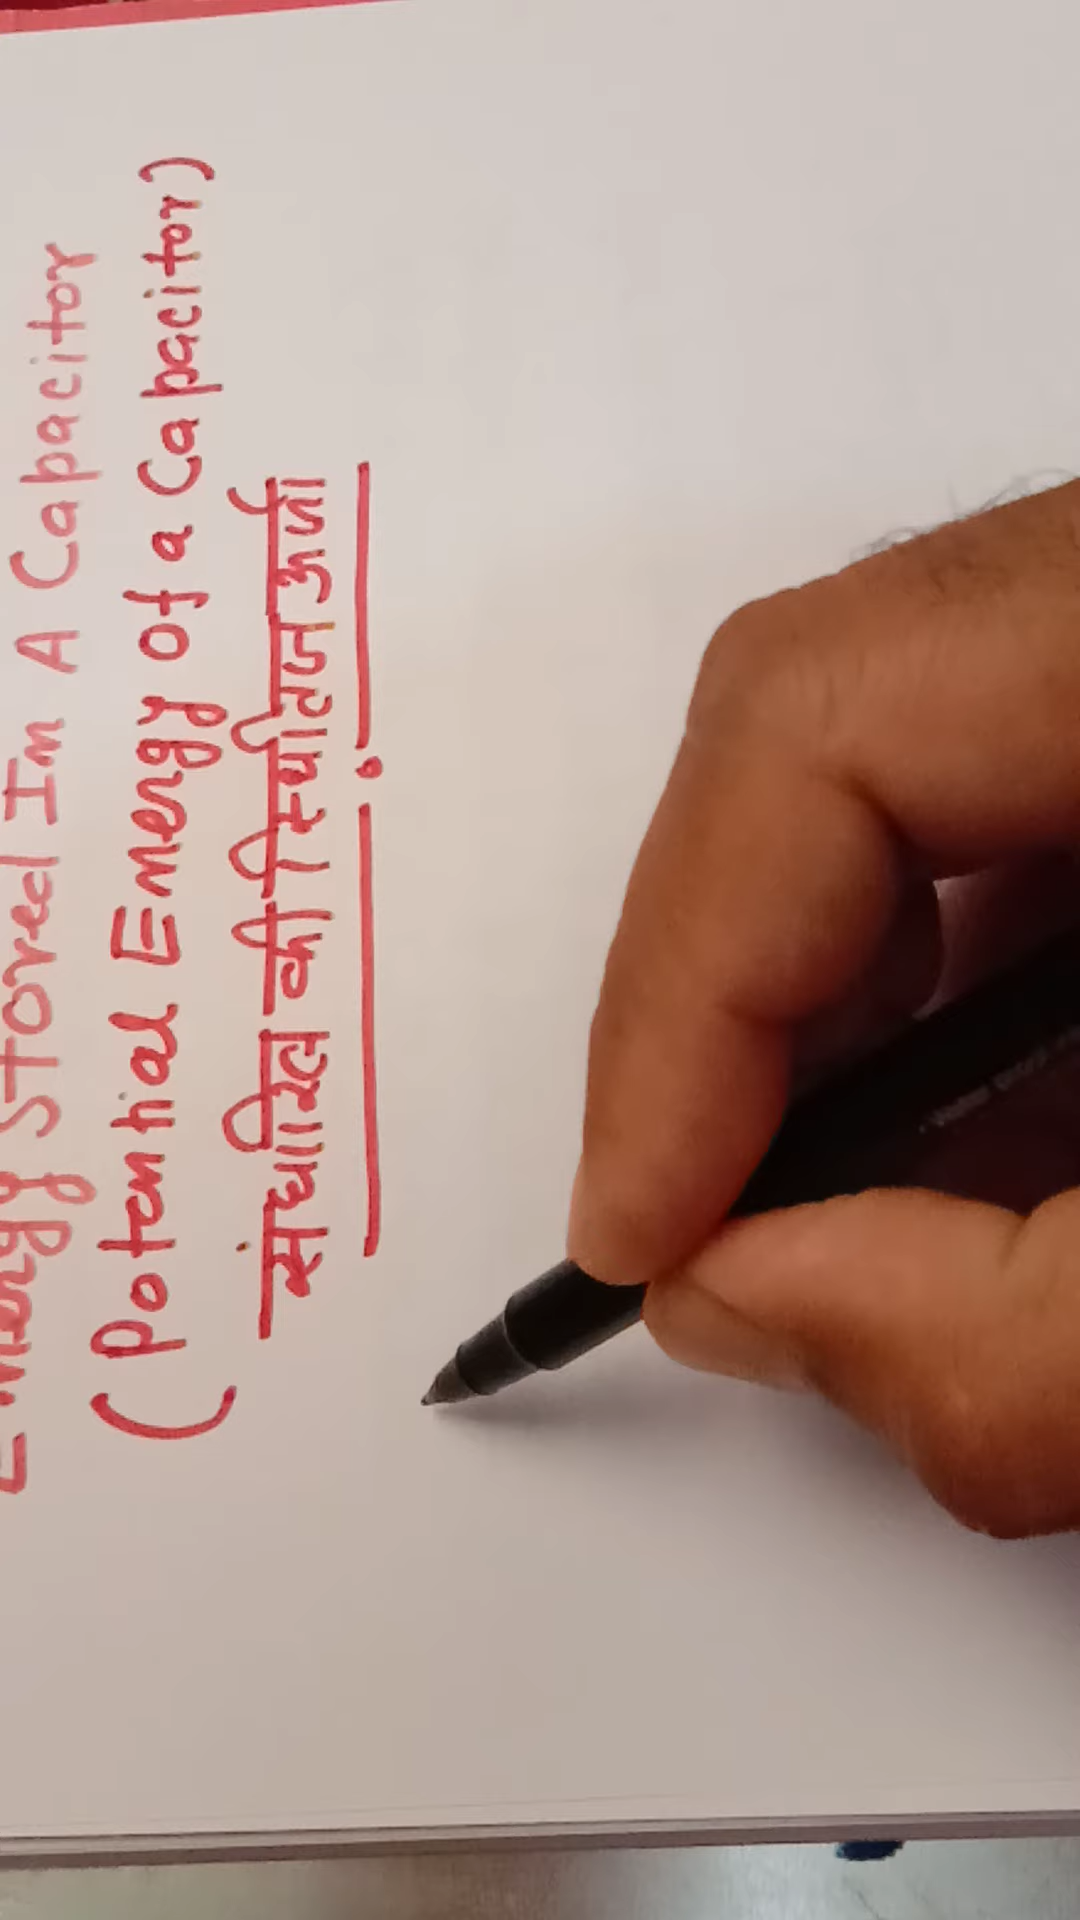 Energy Stored In A Capacitor
(Potential Energy of a Capacitor)
संधारित्र की स्थितिज ऊर्जा